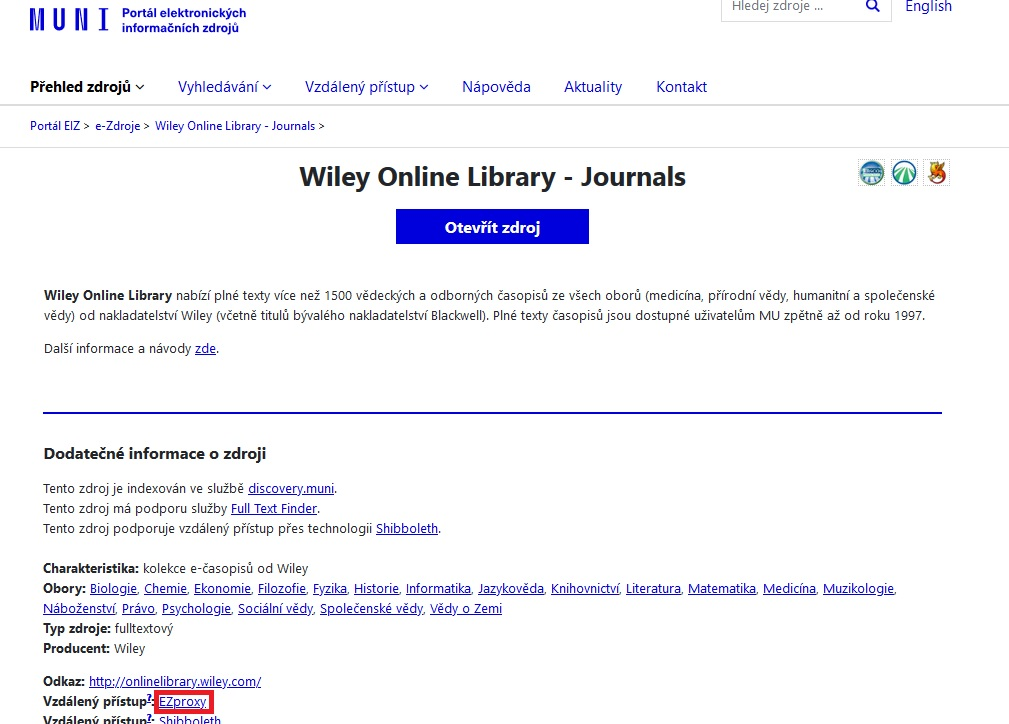 MUNI Portál elektronických
informačních zdrojů
Hledej zdroje ... English
Přehled zdrojů Vyhledávání Vzdálený přístup Nápověda Aktuality Kontakt
Portál EIZ > e-Zdroje > Wiley Online Library - Journals >
Wiley Online Library - Journals
Otevřít zdroj
Wiley Online Library nabízí plné texty více než 1500 vědeckých a odborných časopisů ze všech oborů (medicína, přírodní vědy, humanitní a společenské
vědy) od nakladatelství Wiley (včetně titulů bývalého nakladatelství Blackwell). Plné texty časopisů jsou dostupné uživatelům MU zpětně až od roku 1997.
Další informace a návody zde.
Dodatečné informace o zdroji
Tento zdroj je indexován ve službě discovery.muni.
Tento zdroj má podporu služby Full Text Finder.
Tento zdroj podporuje vzdálený přístup přes technologii Shibboleth.
Charakteristika: kolekce e-časopisů od Wiley
Obory: Biologie, Chemie, Ekonomie, Filozofie, Fyzika, Historie, Informatika, Jazykověda, Knihovnictví, Literatura, Matematika, Medicína, Muzikologie,
Náboženství, Právo, Psychologie, Sociální vědy, Společenské vědy, Vědy o Zemi
Typ zdroje: fulltextový
Producent: Wiley
Odkaz: http://onlinelibrary.wiley.com/
Vzdálený přístup?: EZproxy
Vzdálený přístup?: Shibboleth